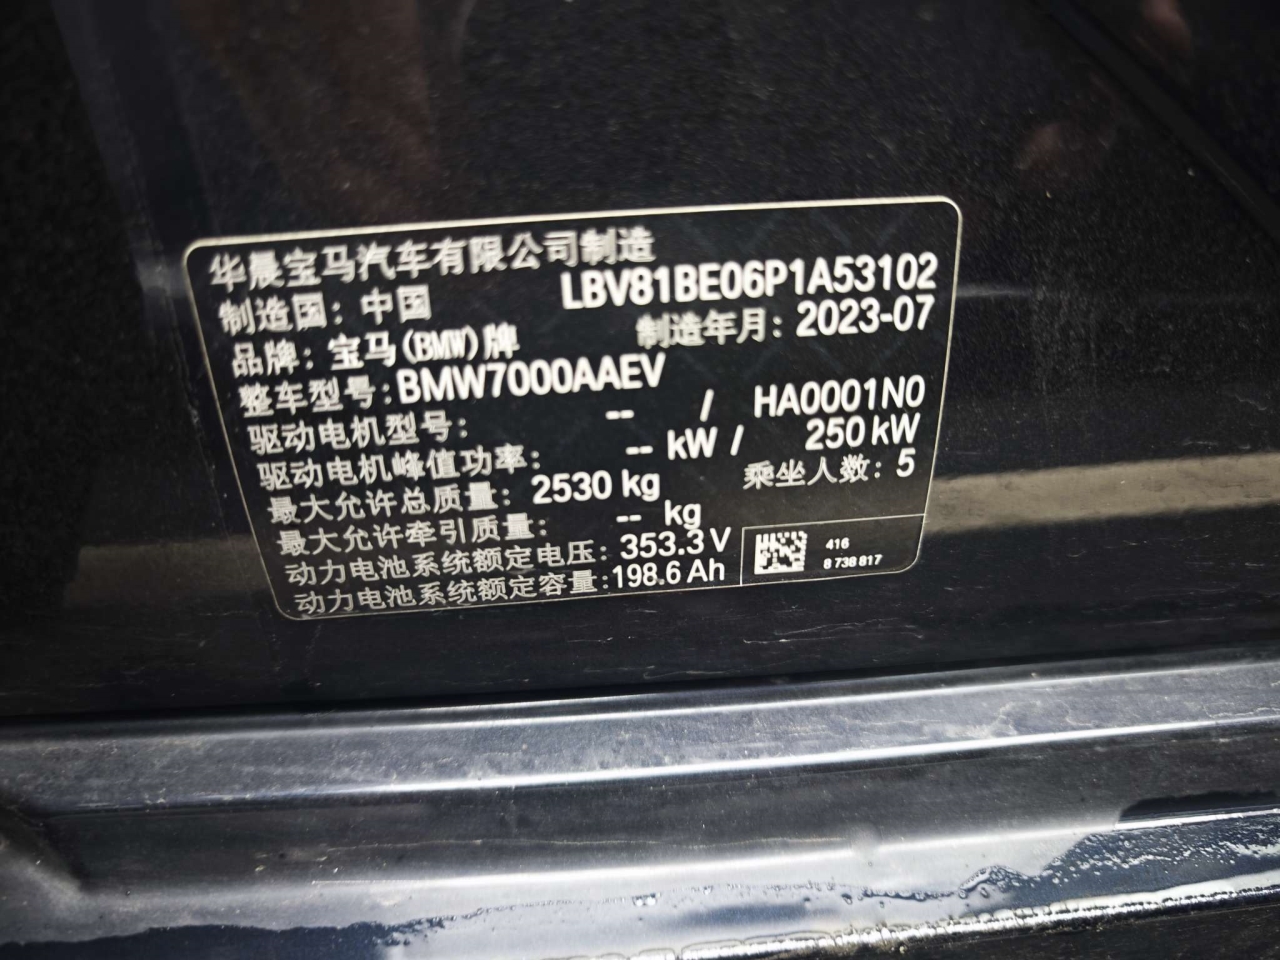 华晨宝马汽车有限公司制造
制造国：中国 LBV81BE06P1A53102
品牌：宝马(BMW)牌 制造年月：2023-07
整车型号:BMW7000AAEV
驱动电机型号： -- / HA0001N0
驱动电机峰值功率： -- kW / 250 kW
最大允许总质量：2530 kg 乘坐人数：5
最大允许牵引质量： -- kg
动力电池系统额定电压：353.3 V
动力电池系统额定容量:198.6 Ah
416
8 738 817